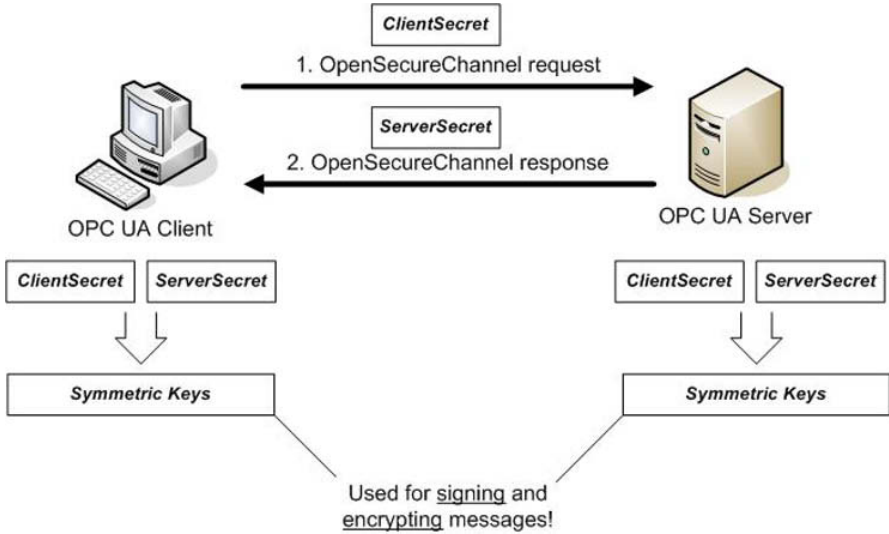 ClientSecret
1. OpenSecureChannel request
ServerSecret
2. OpenSecureChannel response
OPC UA Client
OPC UA Server
ClientSecret
ServerSecret
ClientSecret
ServerSecret
Symmetric Keys
Symmetric Keys
Used for signing and
encrypting messages!